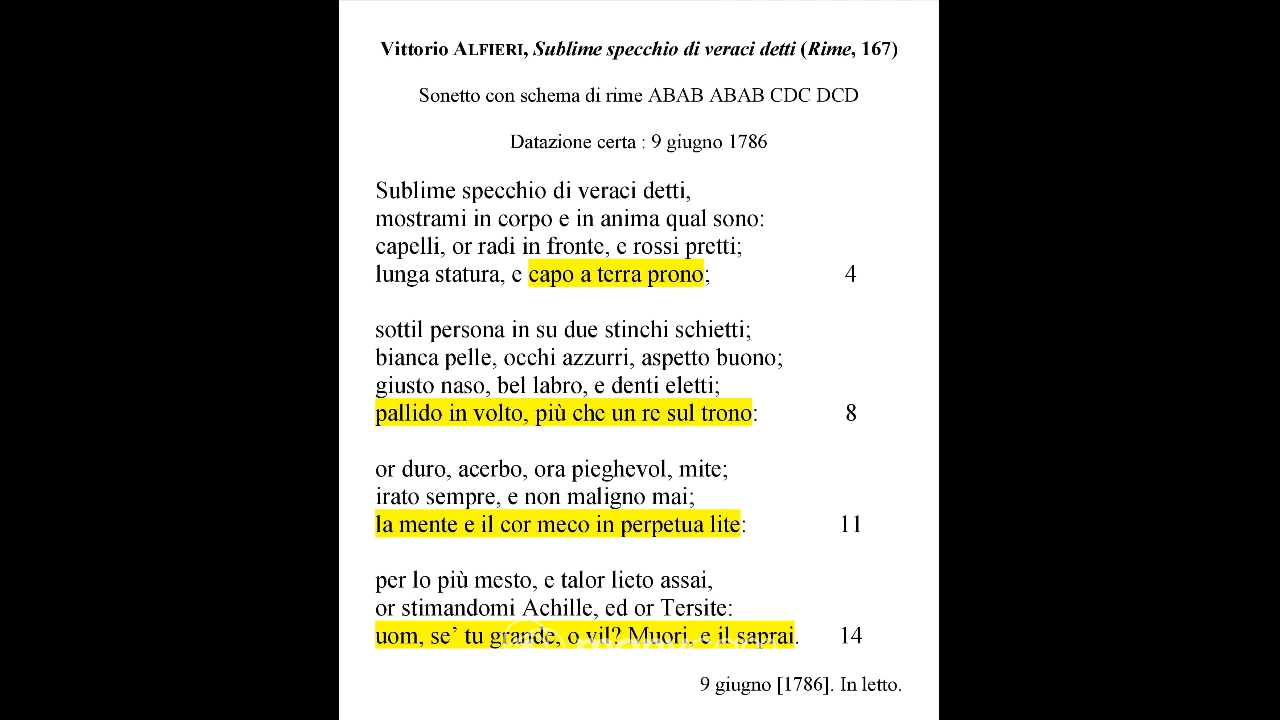 Vittorio ALFIERI, Sublime specchio di veraci detti (Rime, 167)
Sonetto con schema di rime ABAB ABAB CDC DCD
Datazione certa : 9 giugno 1786
Sublime specchio di veraci detti,
mostrami in corpo e in anima qual sono:
capelli, or radi in fronte, e rossi pretti;
lunga statura, e capo a terra prono; 4
sottil persona in su due stinchi schietti;
bianca pelle, occhi azzurri, aspetto buono;
giusto naso, bel labro, e denti eletti;
pallido in volto, più che un re sul trono: 8
or duro, acerbo, ora pieghevol, mite;
irato sempre, e non maligno mai;
la mente e il cor meco in perpetua lite: 11
per lo più mesto, e talor lieto assai,
or stimandomi Achille, ed or Tersite:
uom, se' tu grande, o vil? Muori, e il saprai. 14
9 giugno [1786]. In letto.